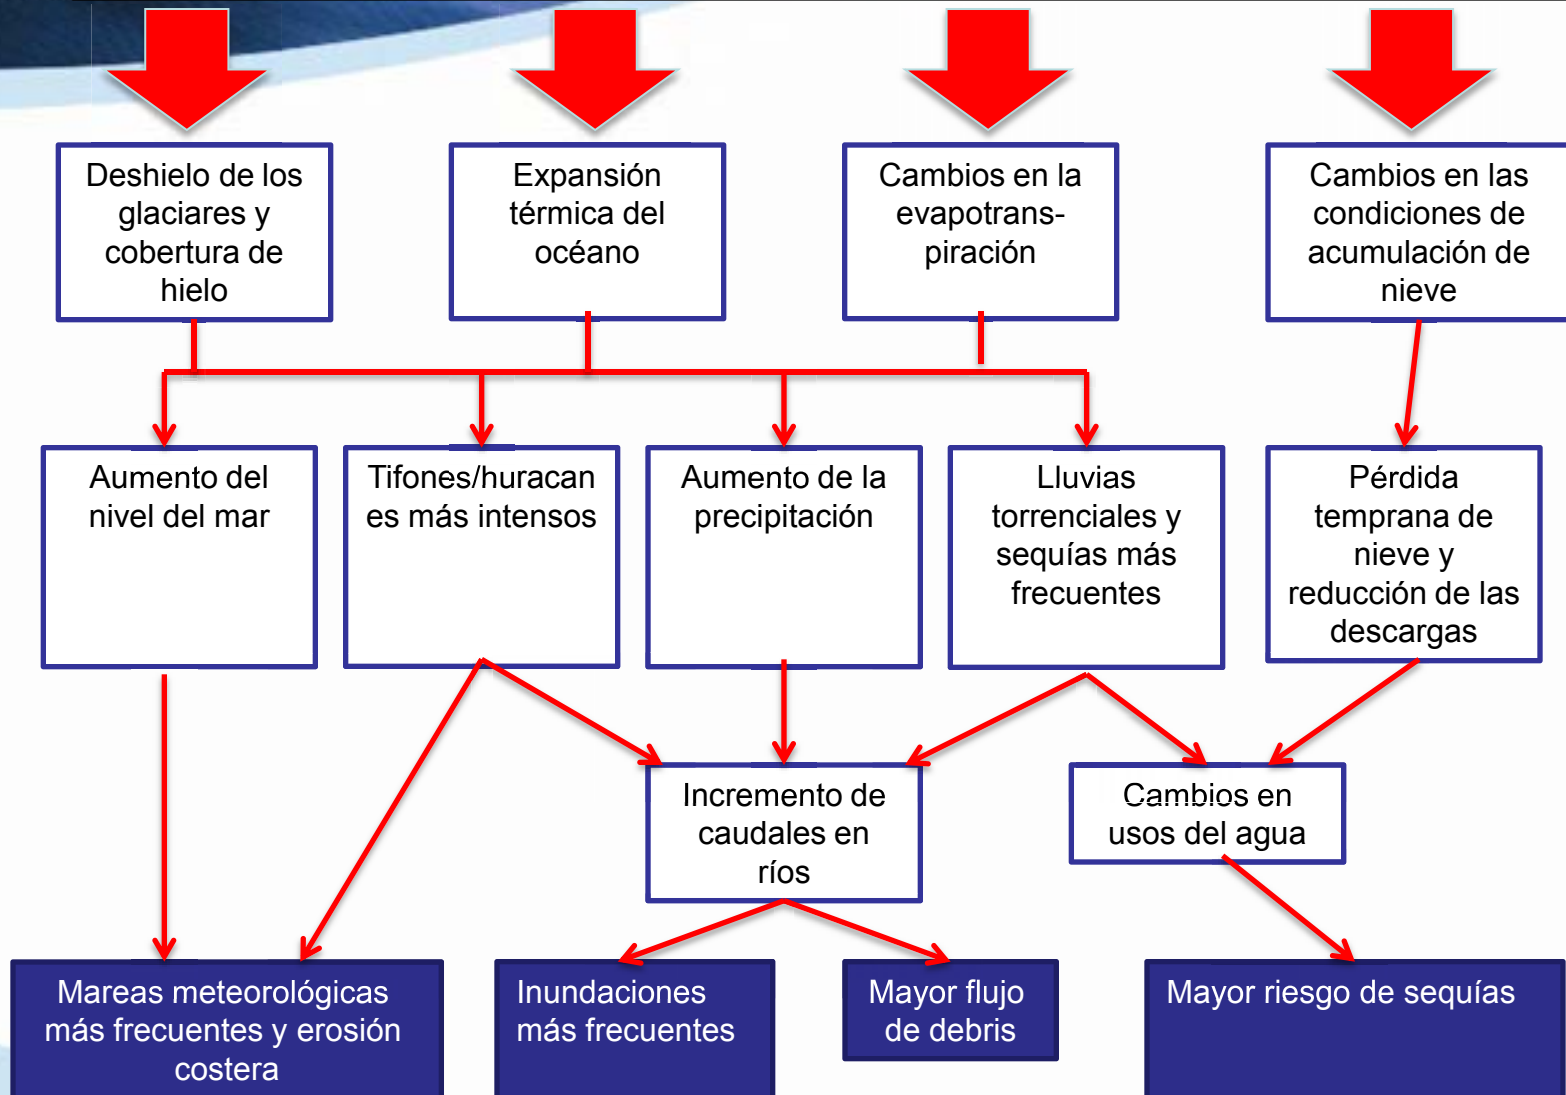 Deshielo de los
glaciares y
cobertura de
hielo
Expansión
térmica del
océano
Cambios en la
evapotrans-
piración
Cambios en las
condiciones de
acumulación de
nieve
Aumento del
nivel del mar
Tifones/huracan
es más intensos
Aumento de la
precipitación
Lluvias
torrenciales y
sequías más
frecuentes
Pérdida
temprana de
nieve y
reducción de las
descargas
Incremento de
caudales en
ríos
Cambios en
usos del agua
Mareas meteorológicas
más frecuentes y erosión
costera
Inundaciones
más frecuentes
Mayor flujo
de debris
Mayor riesgo de sequías